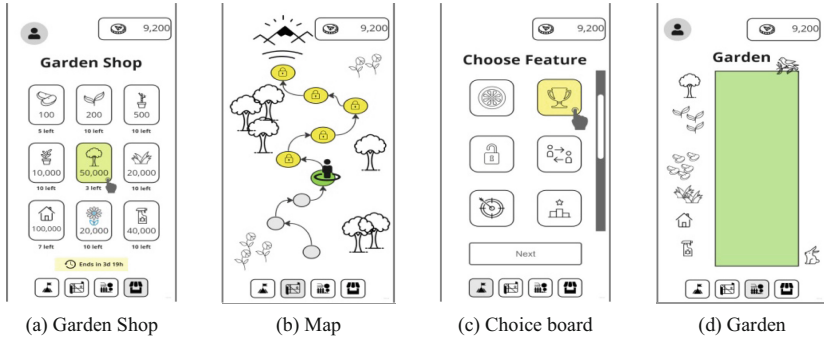 9,200
Garden Shop
100
200
500
5 left
10 left
10 left
10,000
50,000
20,000
10 left
3 left
10 left
100,000
20,000
40,000
7 left
10 left
10 left
Ends in 3d 19h
(a) Garden Shop
9,200
(b) Map
9,200
Choose Feature
Next
(c) Choice board
9,200
Garden
(d) Garden